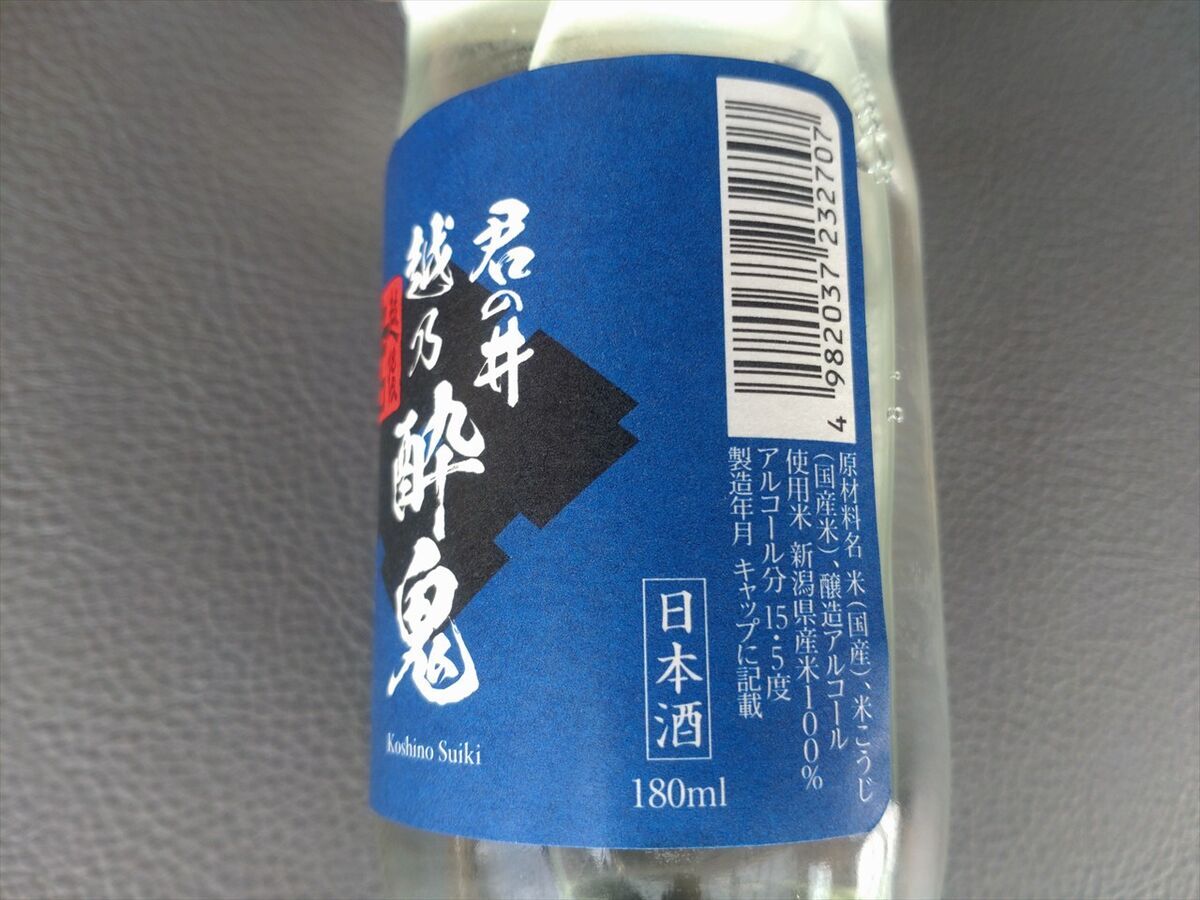 君の井
越乃酔鬼
Koshino Suiki
日本酒
180ml
4 982037 232707
原材料名 米(国産)、米こうじ
(国産米)、醸造アルコール
使用米 新潟県産米100%
アルコール分 15・5度
製造年月 キャップに記載